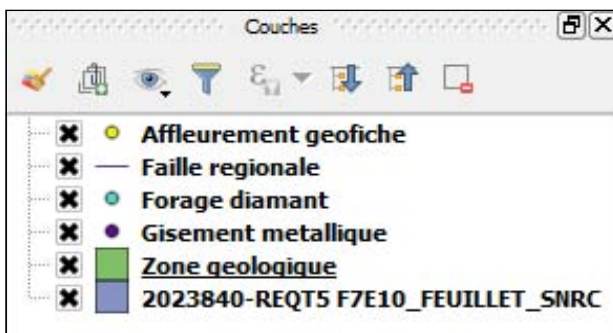 Couches
Affleurement geofiche
Faille regionale
Forage diamant
Gisement metallique
Zone geologique
2023840-REQT5 F7E10_FEUILLET_SNRC